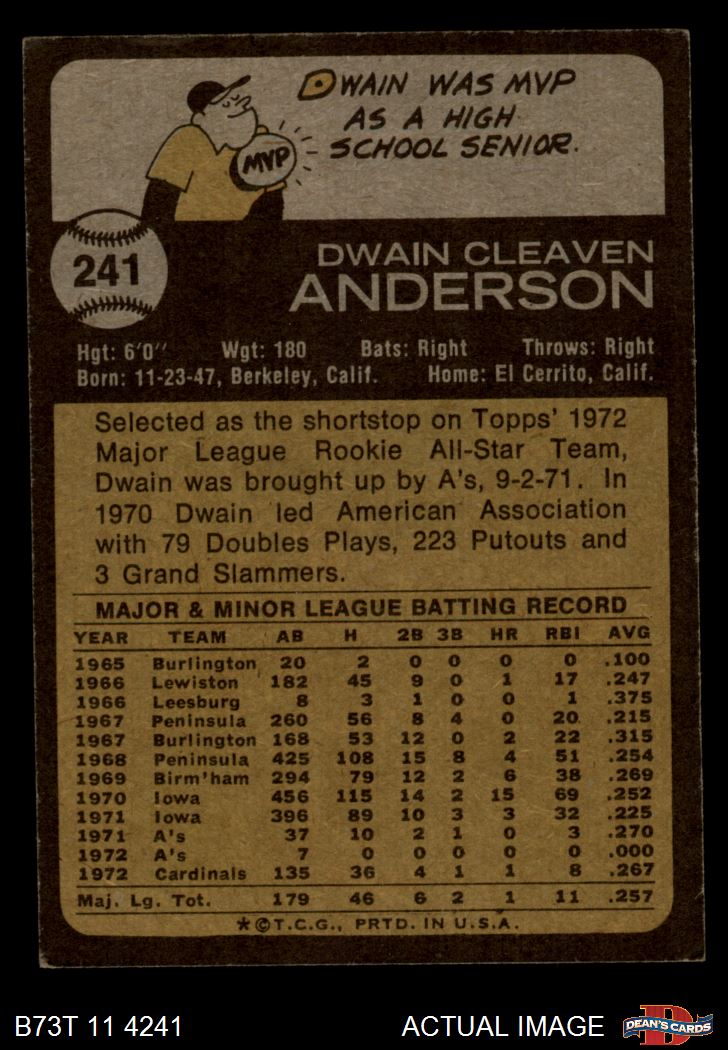 DWAIN WAS MVP
AS A HIGH
SCHOOL SENIOR.
MVP
241
DWAIN CLEAVEN
ANDERSON
Hgt: 6'0" Wgt: 180 Bats: Right Throws: Right
Born: 11-23-47, Berkeley, Calif. Home: El Cerrito, Calif.
Selected as the shortstop on Topps' 1972
Major League Rookie All-Star Team,
Dwain was brought up by A's, 9-2-71. In
1970 Dwain led American Association
with 79 Doubles Plays, 223 Putouts and
3 Grand Slammers.
MAJOR & MINOR LEAGUE BATTING RECORD
YEAR TEAM AB H 2B 3B HR RBI AVG
1965 Burlington 20 2 0 0 0 0 .100
1966 Lewiston 182 45 9 0 1 17 .247
1966 Leesburg 8 3 1 0 0 1 .375
1967 Peninsula 260 56 8 4 0 20 .215
1967 Burlington 168 53 12 0 2 22 .315
1968 Peninsula 425 108 15 8 4 51 .254
1969 Birm'ham 294 79 12 2 6 38 .269
1970 Iowa 456 115 14 2 15 69 .252
1971 Iowa 396 89 10 3 3 32 .225
1971 A's 37 10 2 1 0 3 .270
1972 A's 7 0 0 0 0 0 .000
1972 Cardinals 135 36 4 1 1 8 .267
Maj. Lg. Tot. 179 46 6 2 1 11 .257
*©T.C.G., PRTD. IN U.S.A.
B73T 11 4241 ACTUAL IMAGE
DEAN'S CARDS